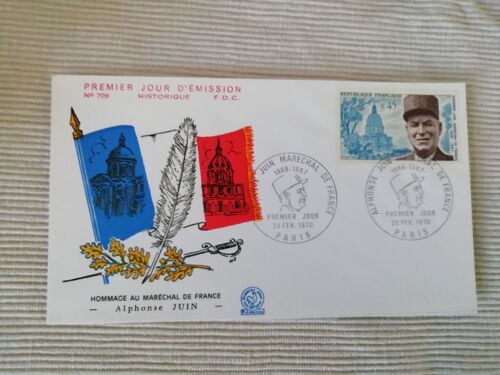 PREMIER JOUR D'ÉMISSION
No 709 HISTORIQUE F.D.C.
REPUBLIQUE FRANÇAISE
0,45
JUIN MARECHAL DE FRANCE
1888-1967
PREMIER JOUR
28 FEV. 1970
PARIS
ALPHONSE JUIN MARECHAL DE FRANCE
1888-1967
PREMIER JOUR
28 FEV. 1970
PARIS
HOMMAGE AU MARÉCHAL DE FRANCE
— Alphonse JUIN —